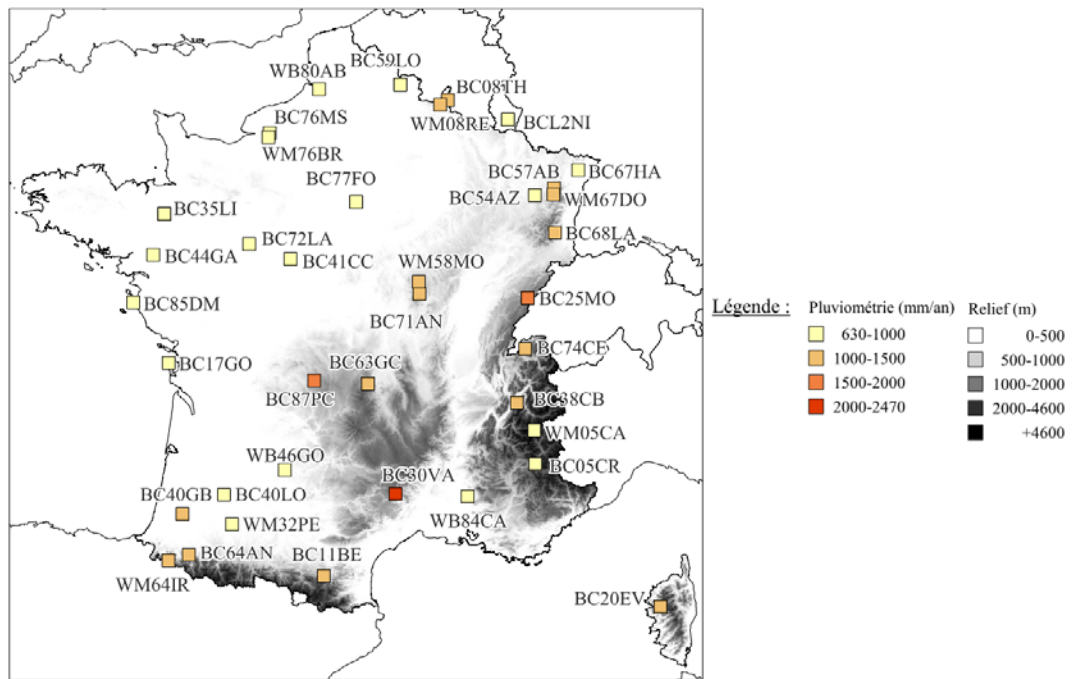 BC59LO
WB80AB
BC08TH
BC76MS
WM08RE
BCL2NI
WM76BR
BC57AB
BC67HA
BC77FO
BC54AZ
WM67DO
BC35LI
BC68LA
BC72LA
BC44GA
BC41CC
WM58MO
BC85DM
BC25MO
BC71AN
BC74CE
BC17GO
BC63GC
BC87PC
BC38CB
WM05CA
WB46GO
BC30VA
BC05CR
BC40GB
BC40LO
WB84CA
WM32PE
BC64AN
BC11BE
WM64IR
BC20EV
Légende :
Pluviométrie (mm/an)
630-1000
1000-1500
1500-2000
2000-2470
Relief (m)
0-500
500-1000
1000-2000
2000-4600
+4600